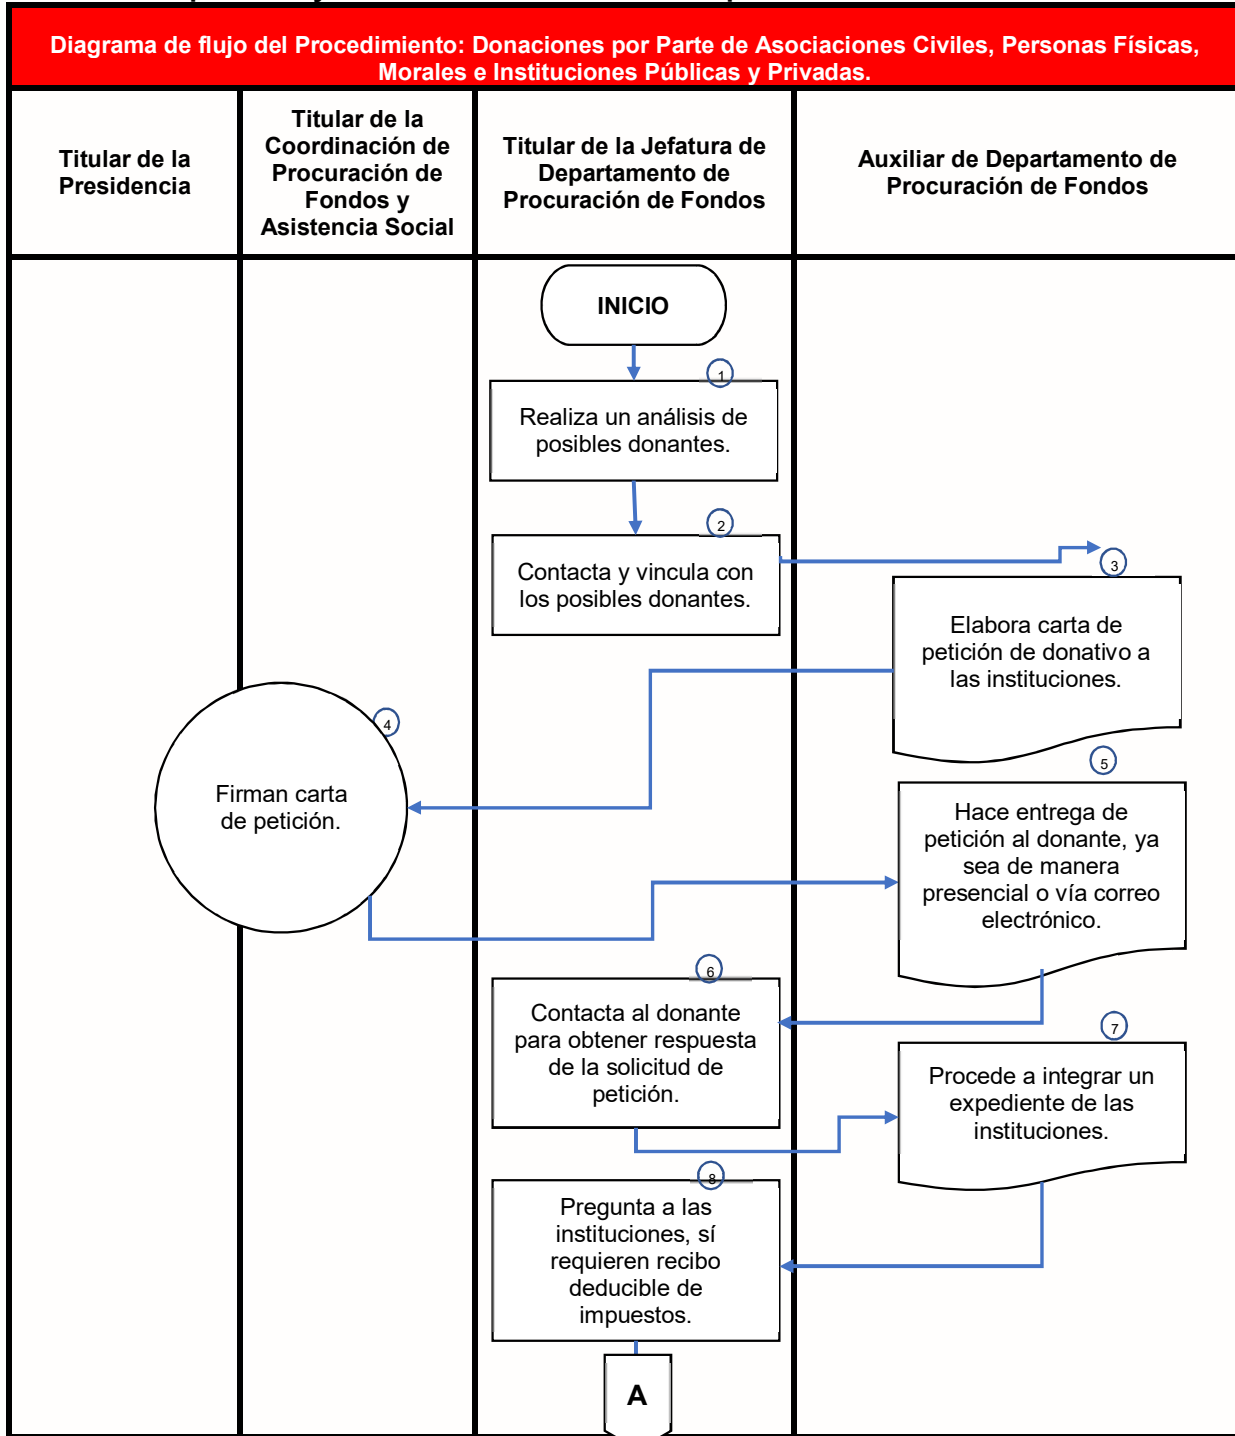 Diagrama de flujo del Procedimiento: Donaciones por Parte de Asociaciones Civiles, Personas Físicas,
Morales e Instituciones Públicas y Privadas.
Titular de la
Presidencia
Titular de la
Coordinación de
Procuración de
Fondos y
Asistencia Social
Titular de la Jefatura de
Departamento de
Procuración de Fondos
Auxiliar de Departamento de
Procuración de Fondos
INICIO
1
Realiza un análisis de
posibles donantes.
2
Contacta y vincula con
los posibles donantes.
3
Elabora carta de
petición de donativo a
las instituciones.
4
Firman carta
de petición.
5
Hace entrega de
petición al donante, ya
sea de manera
presencial o vía correo
electrónico.
6
Contacta al donante
para obtener respuesta
de la solicitud de
petición.
7
Procede a integrar un
expediente de las
instituciones.
8
Pregunta a las
instituciones, sí
requieren recibo
deducible de
impuestos.
A